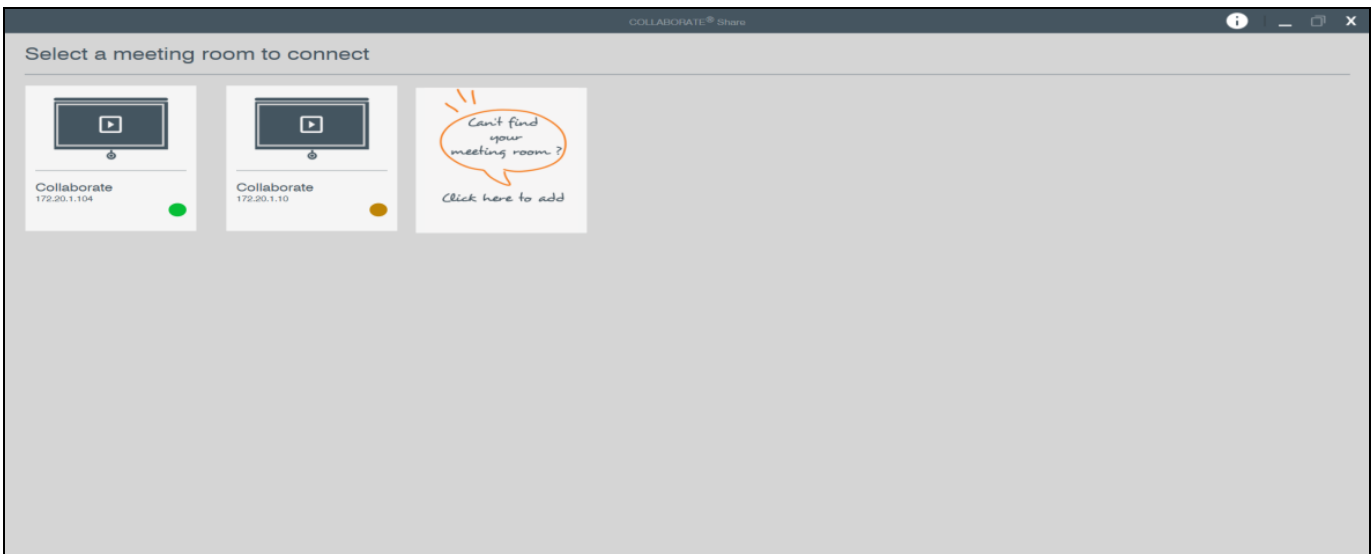 COLLABORATE® Share
Select a meeting room to connect
Collaborate
172.20.1.104
Collaborate
172.20.1.10
Can't find
your
meeting room ?
Click here to add